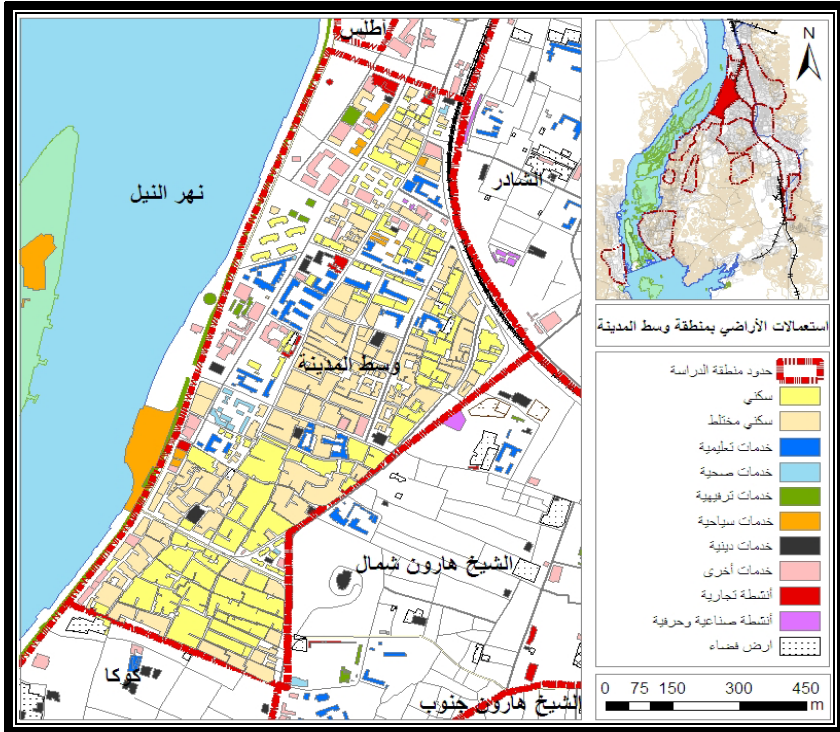 أطلس
الشادر
نهر النيل
وسط المدينة
الشيخ هارون شمال
كوكا
الشيخ هارون جنوب
N
استعمالات الأراضي بمنطقة وسط المدينة
حدود منطقة الدراسة
سكني
سكني مختلط
خدمات تعليمية
خدمات صحية
خدمات ترفيهية
خدمات سياحية
خدمات دينية
خدمات أخرى
أنشطة تجارية
أنشطة صناعية وحرفية
ارض فضاء
0 75 150 300 450
m